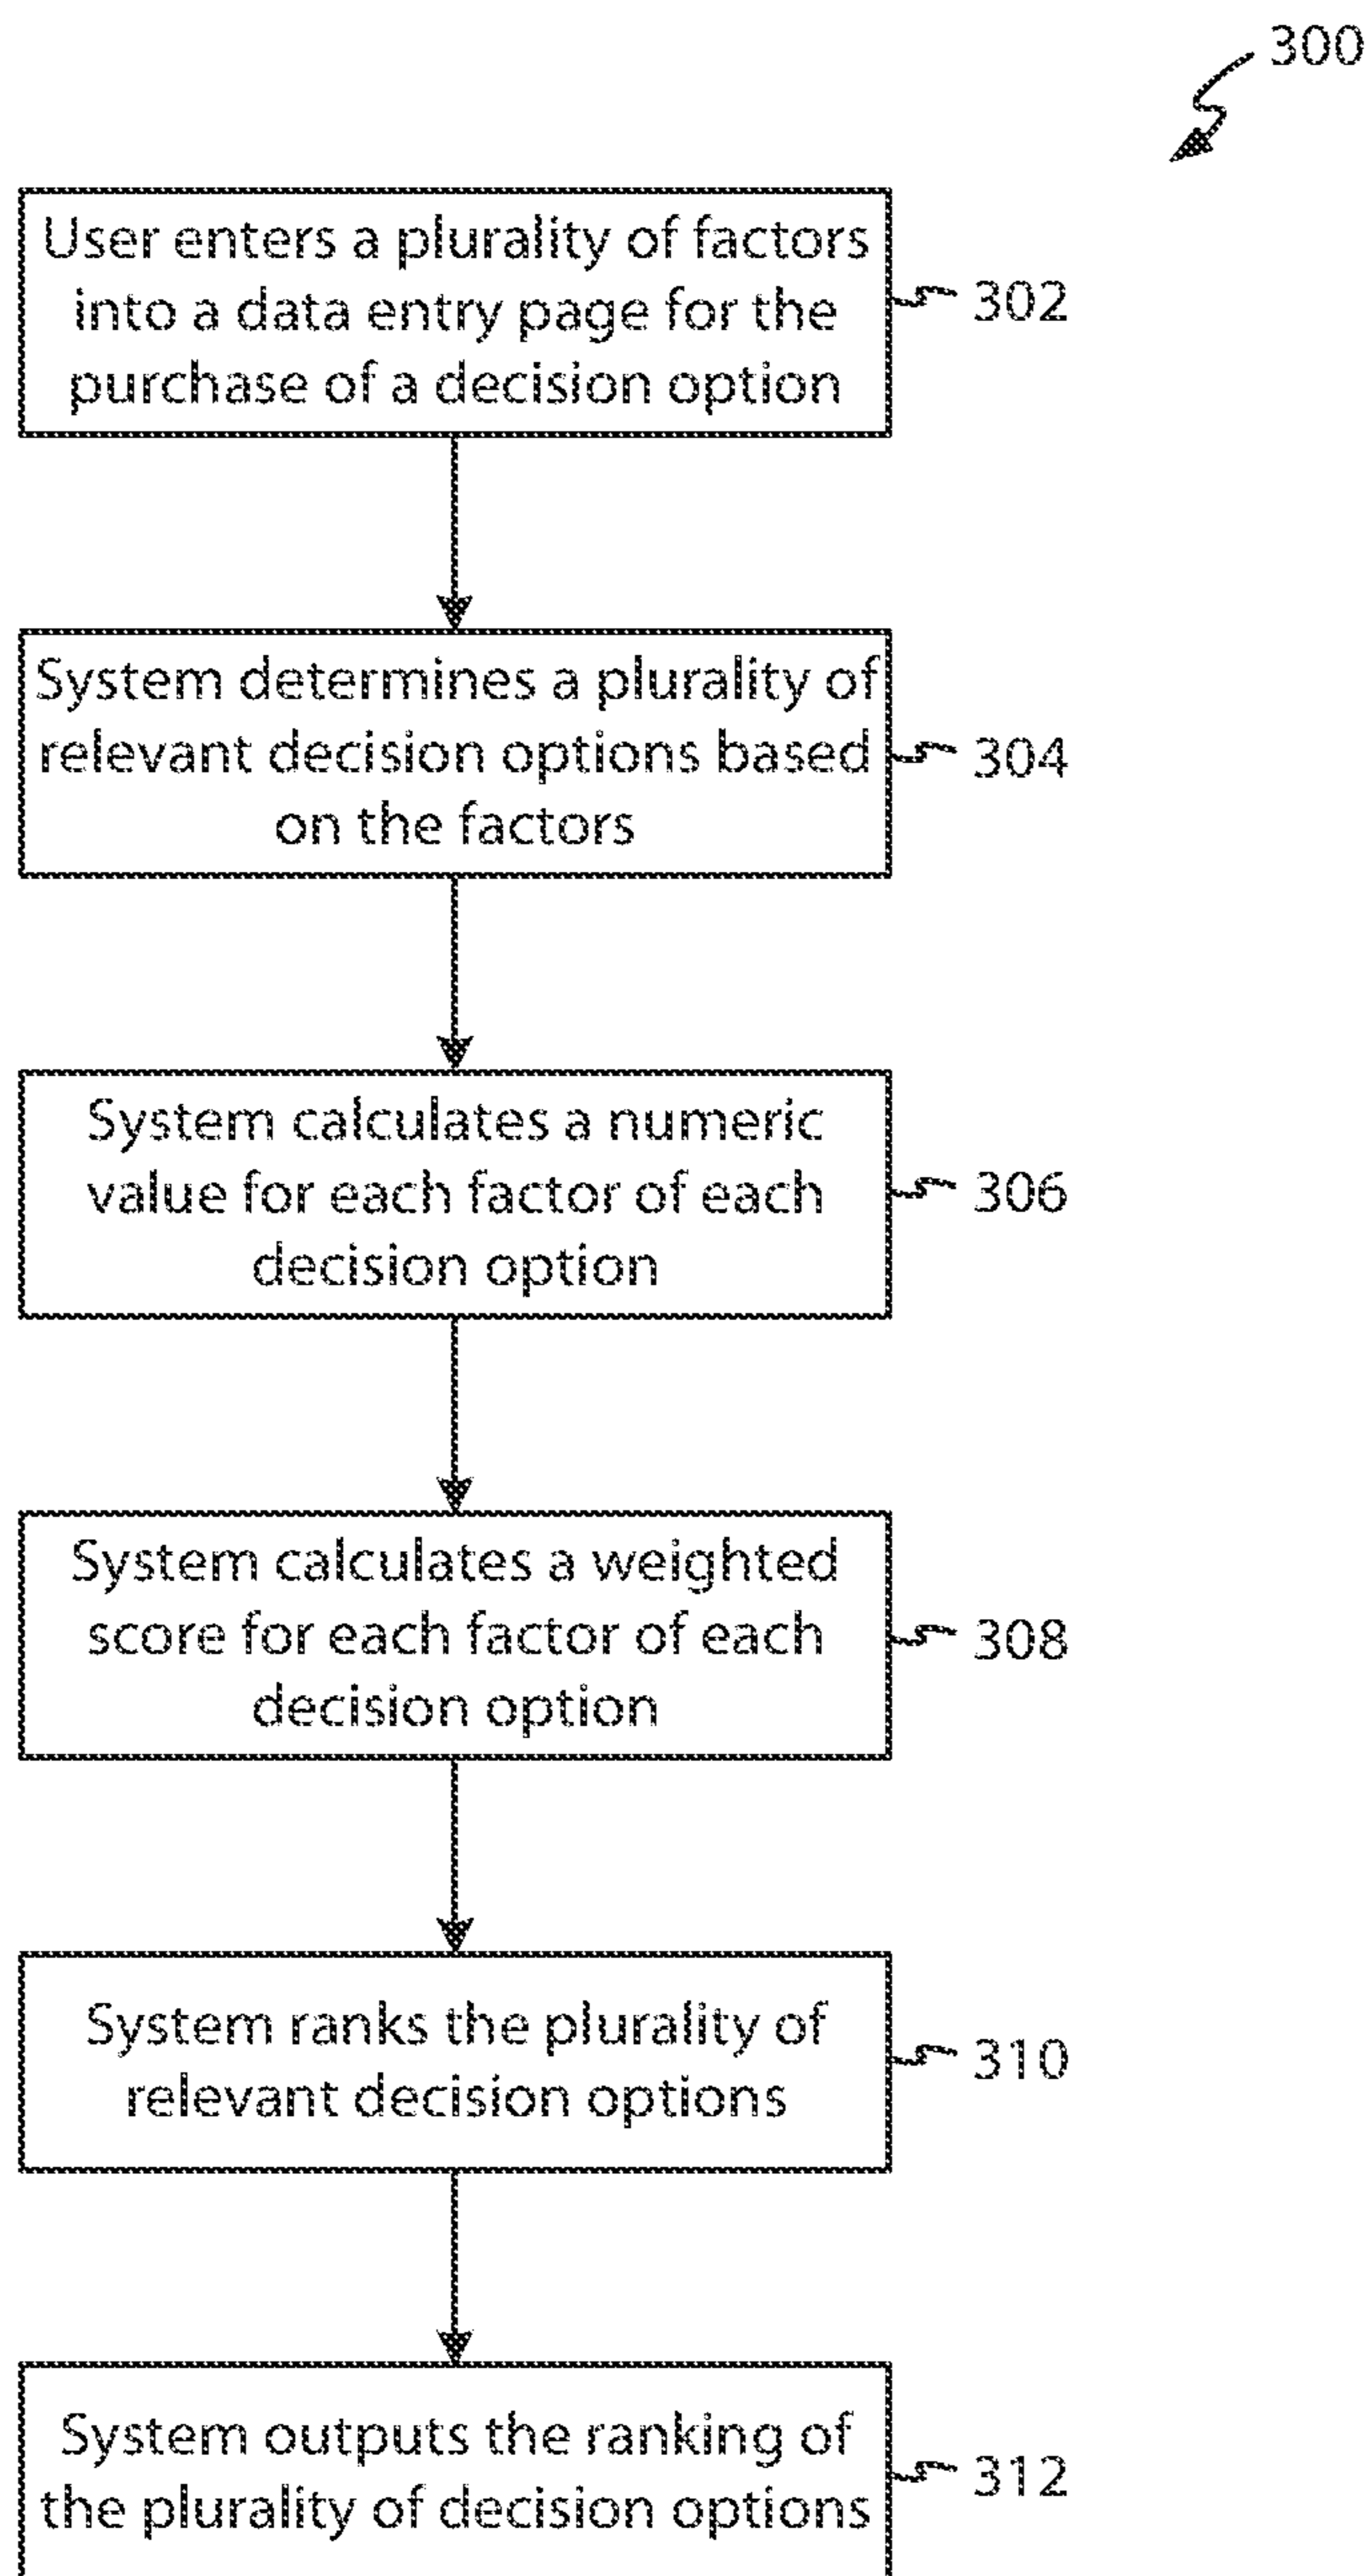 300
User enters a plurality of factors
into a data entry page for the
purchase of a decision option
302
System determines a plurality of
relevant decision options based
on the factors
304
System calculates a numeric
value for each factor of each
decision option
306
System calculates a weighted
score for each factor of each
decision option
308
System ranks the plurality of
relevant decision options
310
System outputs the ranking of
the plurality of decision options
312